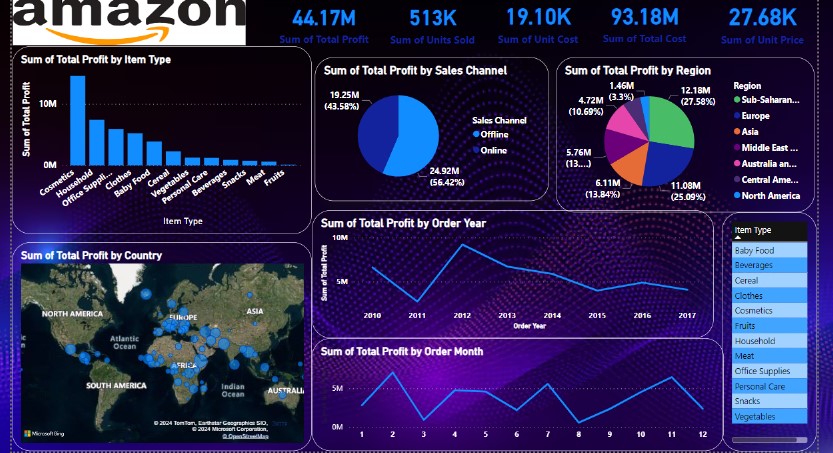 amazon
44.17M
Sum of Total Profit
513K
Sum of Units Sold
19.10K
Sum of Unit Cost
93.18M
Sum of Total Cost
27.68K
Sum of Unit Price
Sum of Total Profit by Item Type
Sum of Total Profit
10M
0M
Cosmetics
Household
Office Suppli...
Clothes
Baby Food
Cereal
Vegetables
Personal Care
Beverages
Snacks
Meat
Fruits
Item Type
Sum of Total Profit by Sales Channel
19.25M
(43.58%)
24.92M
(56.42%)
Sales Channel
Offline
Online
Sum of Total Profit by Region
1.46M
(3.3%)
4.72M
(10.69%)
5.76M
(13....)
6.11M
(13.84%)
12.18M
(27.58%)
11.08M
(25.09%)
Region
Sub-Saharan...
Europe
Asia
Middle East ...
Australia an...
Central Ame...
North America
Sum of Total Profit by Country
NORTH AMERICA
EUROPE
ASIA
Atlantic
Ocean
AFRICA
SOUTH AMERICA
Indian
Ocean
AUSTRALIA
Microsoft Bing
© 2024 TomTom, Earthstar Geographics SIO,
© 2024 Microsoft Corporation,
© OpenStreetMap
Sum of Total Profit by Order Year
Sum of Total Profit
10M
5M
2010
2011
2012
2013
2014
2015
2016
2017
Order Year
Sum of Total Profit by Order Month
5M
0M
1
2
3
4
5
6
7
8
9
10
11
12
Item Type
Baby Food
Beverages
Cereal
Clothes
Cosmetics
Fruits
Household
Meat
Office Supplies
Personal Care
Snacks
Vegetables